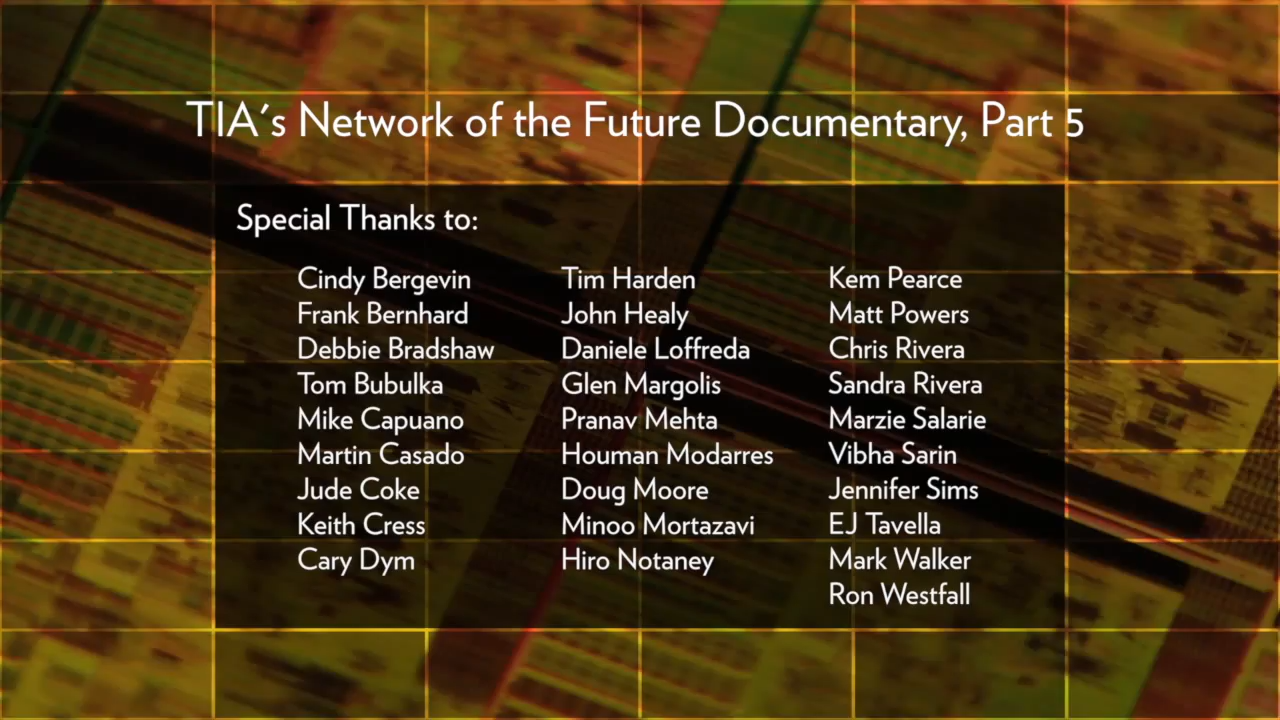 TIA's Network of the Future Documentary, Part 5
Special Thanks to:
Cindy Bergevin
Frank Bernhard
Debbie Bradshaw
Tom Bubulka
Mike Capuano
Martin Casado
Jude Coke
Keith Cress
Cary Dym
Tim Harden
John Healy
Daniele Loffreda
Glen Margolis
Pranav Mehta
Houman Modarres
Doug Moore
Minoo Mortazavi
Hiro Notaney
Kem Pearce
Matt Powers
Chris Rivera
Sandra Rivera
Marzie Salarie
Vibha Sarin
Jennifer Sims
EJ Tavella
Mark Walker
Ron Westfall